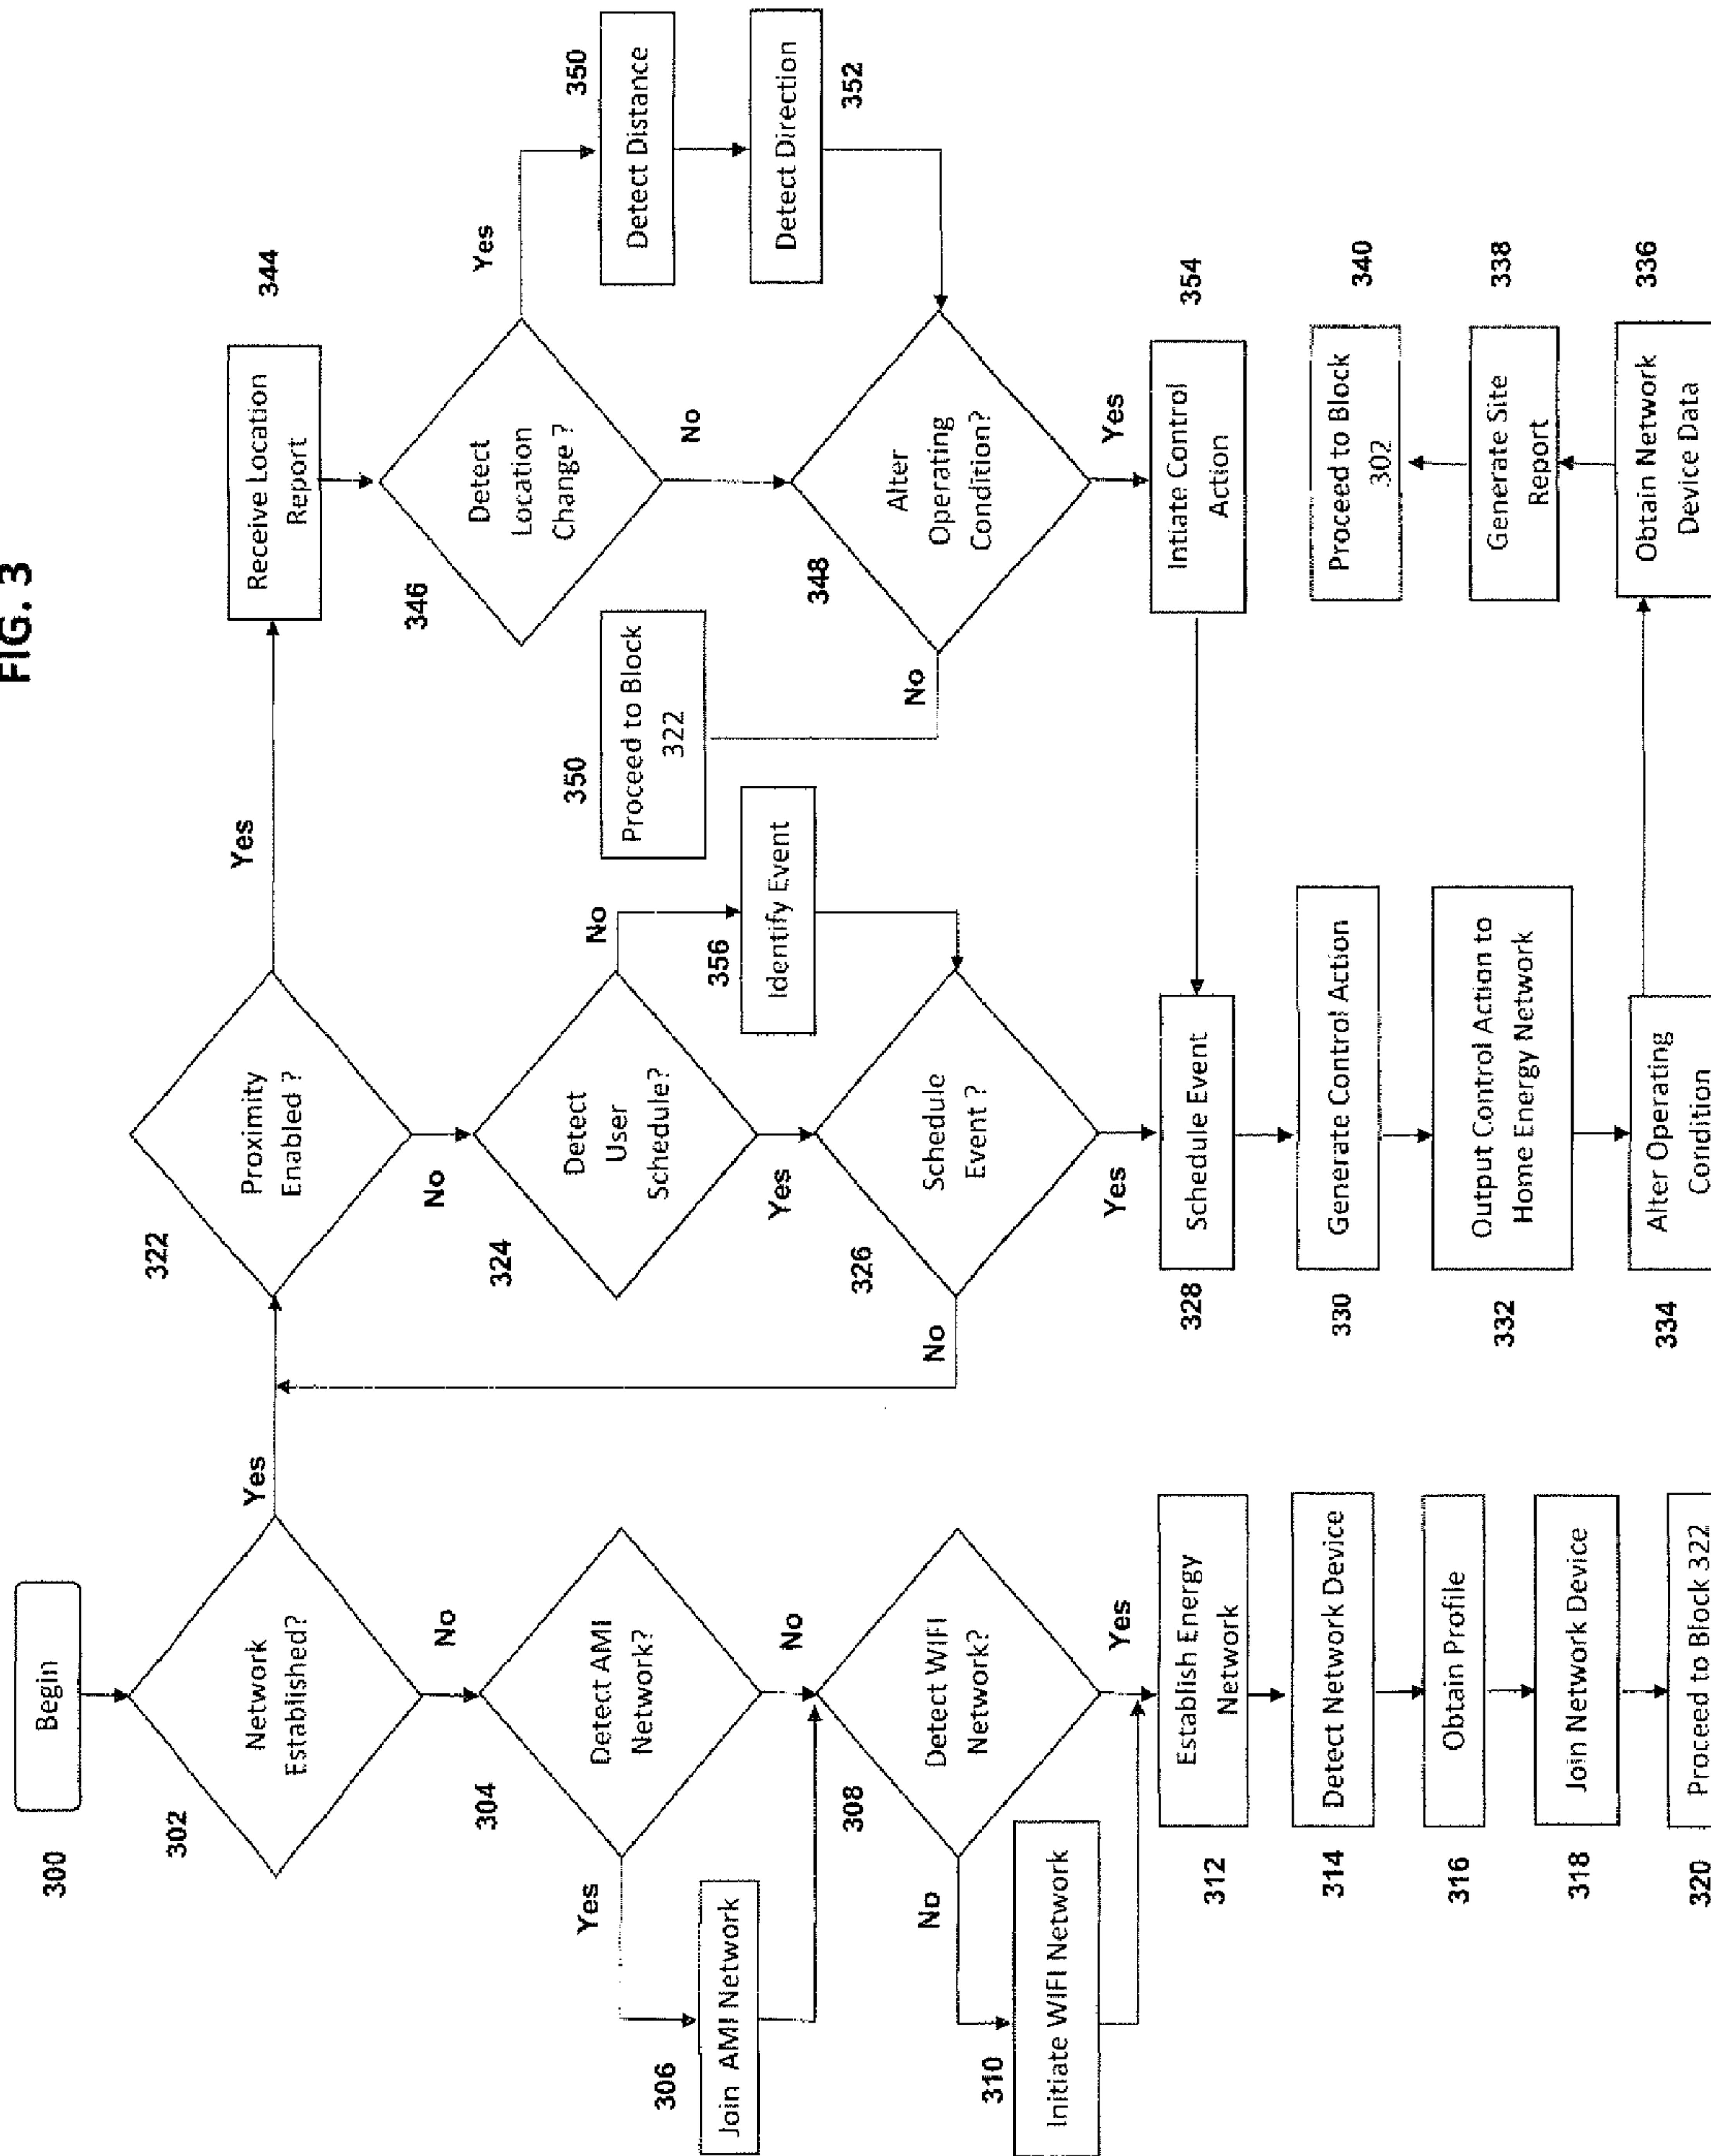 FIG. 3
300
Begin
302
Network
Established?
Yes
No
304
Detect AMI
Network?
Yes
No
306
Join AMI Network
308
Detect WIFI
Network?
No
Yes
310
Initiate WIFI Network
312
Establish Energy
Network
314
Detect Network Device
316
Obtain Profile
318
Join Network Device
320
Proceed to Block 322
322
Proximity
Enabled ?
Yes
No
324
Detect
User
Schedule?
No
Yes
356
Identify Event
326
Schedule
Event ?
No
Yes
328
Schedule Event
330
Generate Control Action
332
Output Control Action to
Home Energy Network
334
Alter Operating
Condition
344
Receive Location
Report
346
Detect
Location
Change ?
Yes
No
350
Detect Distance
352
Detect Direction
348
Alter
Operating
Condition?
No
Yes
350
Proceed to Block
322
354
Intiate Control
Action
340
Proceed to Block
302
338
Generate Site
Report
336
Obtain Network
Device Data